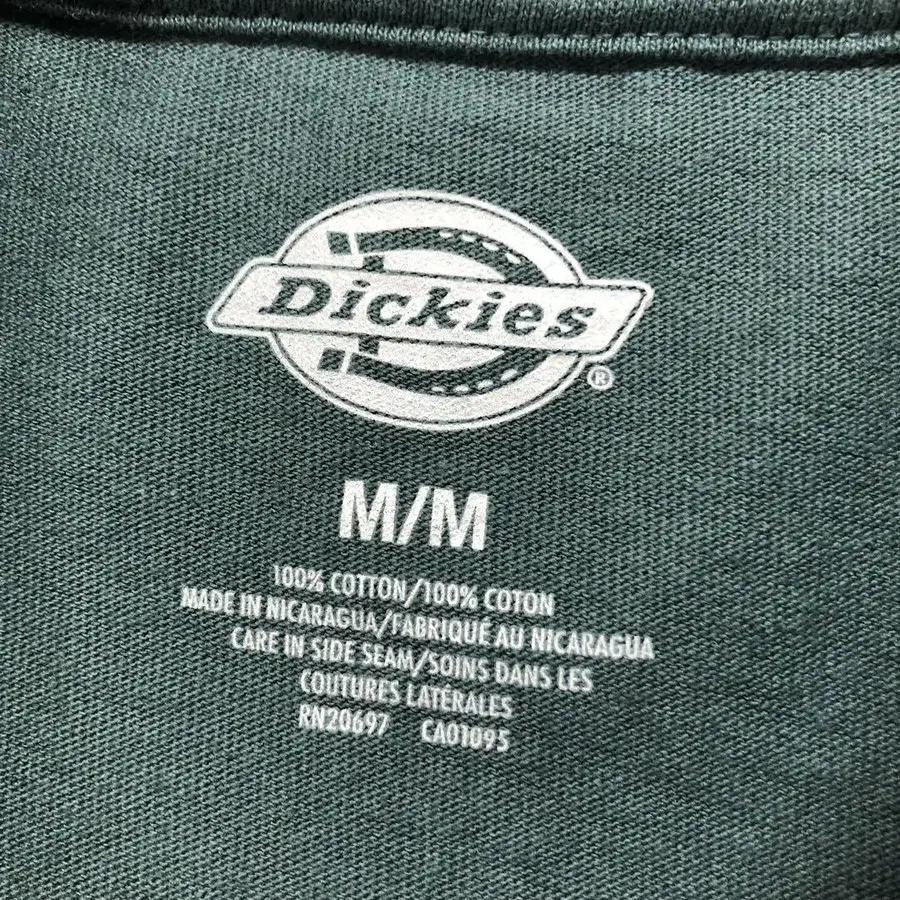 Dickies
®
M/M
100% COTTON/100% COTON
MADE IN NICARAGUA/FABRIQUÉ AU NICARAGUA
CARE IN SIDE SEAM/SOINS DANS LES
COUTURES LATÉRALES
RN20697 CA01095